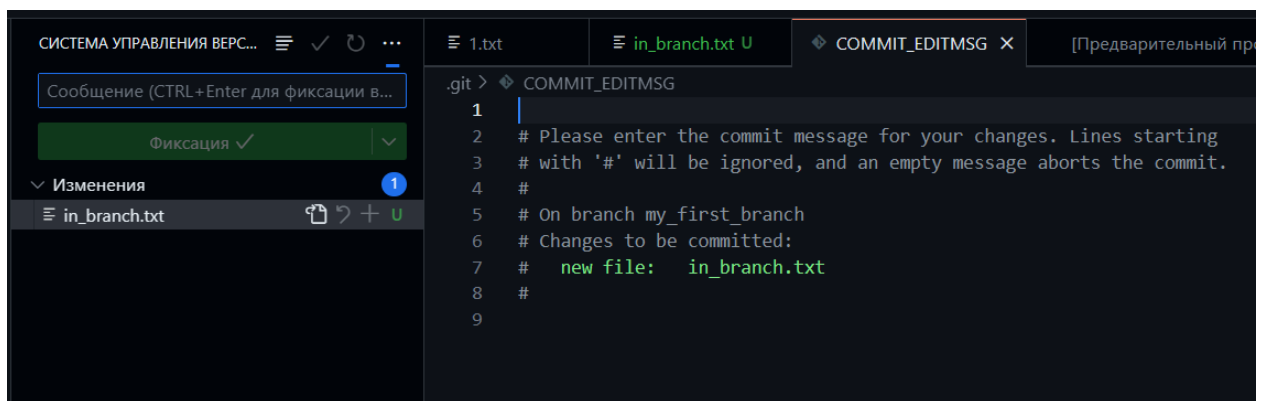 СИСТЕМА УПРАВЛЕНИЯ ВЕРС...
Сообщение (CTRL+Enter для фиксации в...
Фиксация
Изменения 1
in_branch.txt U
1.txt in_branch.txt U COMMIT_EDITMSG [Предварительный про
.git > COMMIT_EDITMSG
1
2 # Please enter the commit message for your changes. Lines starting
3 # with '#' will be ignored, and an empty message aborts the commit.
4 #
5 # On branch my_first_branch
6 # Changes to be committed:
7 # new file: in_branch.txt
8 #
9